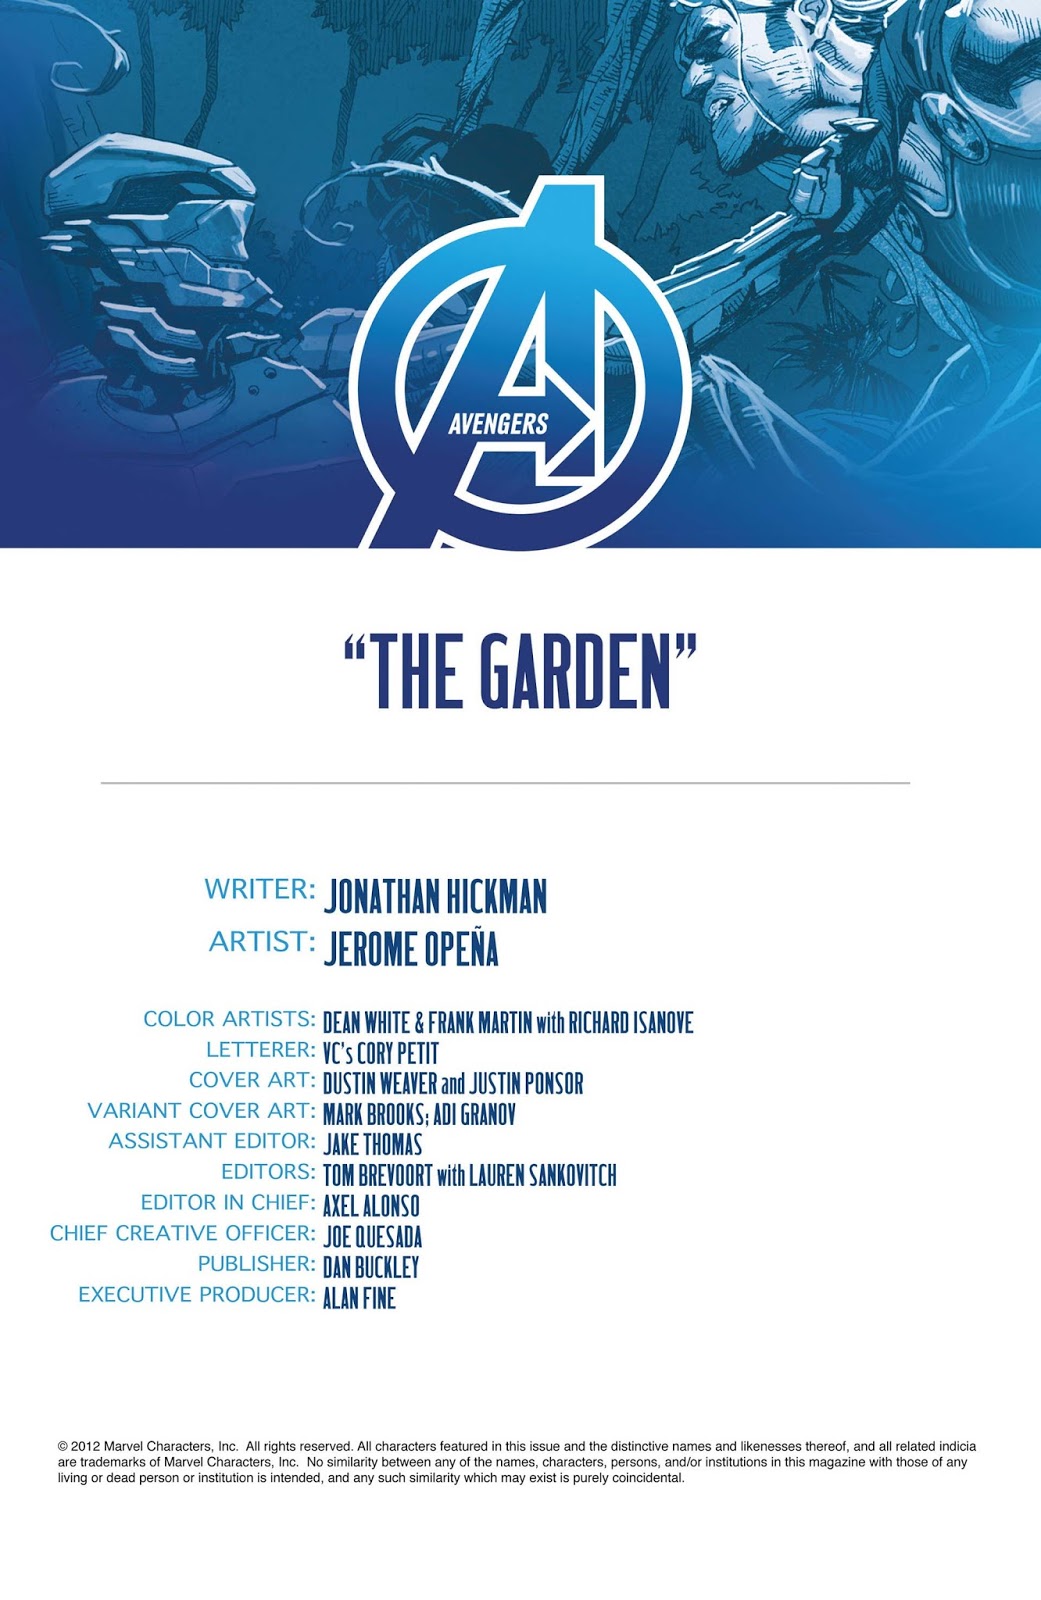 AVENGERS
“THE GARDEN”
WRITER: JONATHAN HICKMAN
ARTIST: JEROME OPEÑA
COLOR ARTISTS: DEAN WHITE & FRANK MARTIN with RICHARD ISANOVE
LETTERER: VC’s CORY PETIT
COVER ART: DUSTIN WEAVER and JUSTIN PONSOR
VARIANT COVER ART: MARK BROOKS; ADI GRANOV
ASSISTANT EDITOR: JAKE THOMAS
EDITORS: TOM BREVOORT with LAUREN SANKOVITCH
EDITOR IN CHIEF: AXEL ALONSO
CHIEF CREATIVE OFFICER: JOE QUESADA
PUBLISHER: DAN BUCKLEY
EXECUTIVE PRODUCER: ALAN FINE
© 2012 Marvel Characters, Inc.  All rights reserved. All characters featured in this issue and the distinctive names and likenesses thereof, and all related indicia
are trademarks of Marvel Characters, Inc.  No similarity between any of the names, characters, persons, and/or institutions in this magazine with those of any
living or dead person or institution is intended, and any such similarity which may exist is purely coincidental.